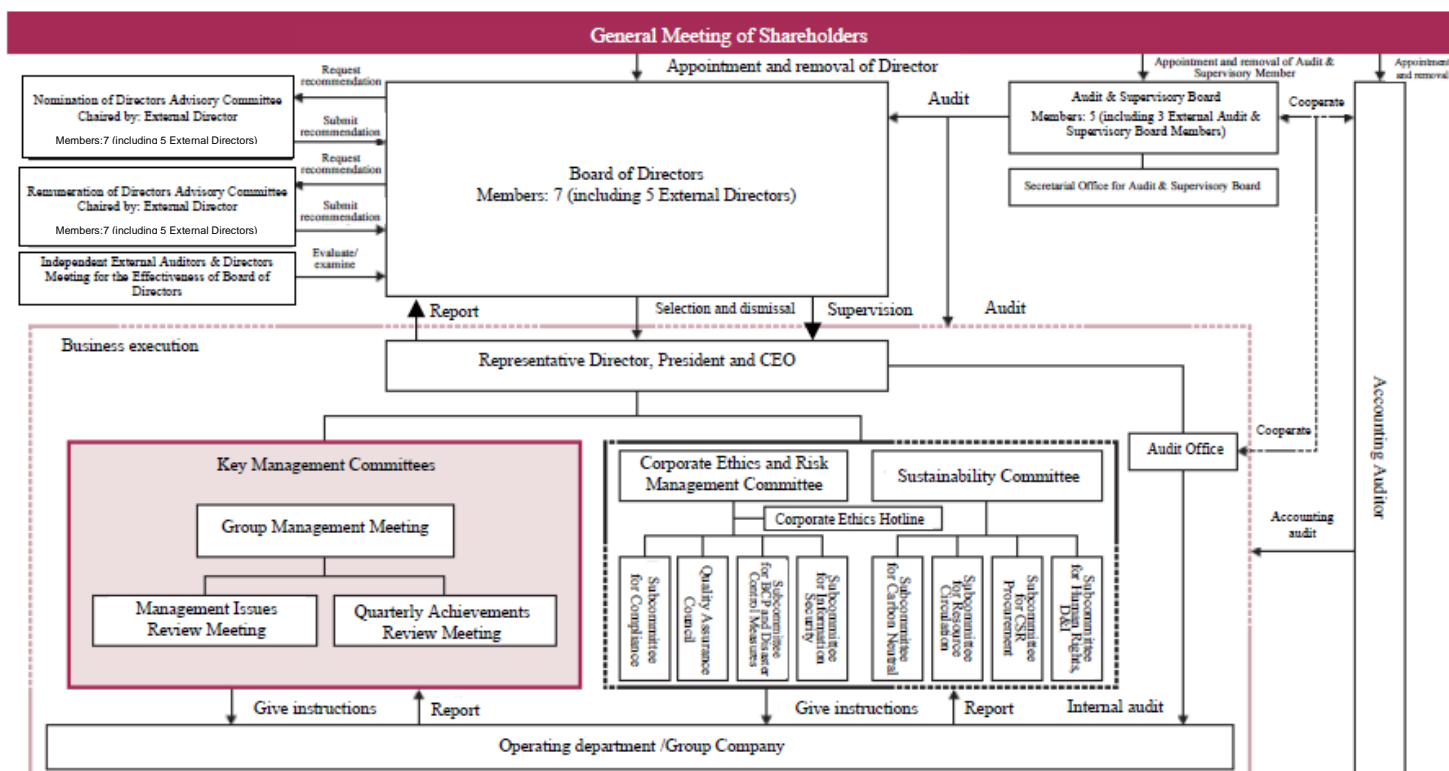 General Meeting of Shareholders
Request
recommendation
Appointment and removal of Director
Appointment and removal of Audit &
Supervisory Member
Appointment
and removal
Nomination of Directors Advisory Committee
Chaired by: External Director
Members:7 (including 5 External Directors)
Submit
recommendation
Audit
Audit & Supervisory Board
Members: 5 (including 3 External Audit &
Supervisory Board Members)
Cooperate
Request
recommendation
Board of Directors
Members: 7 (including 5 External Directors)
Secretarial Office for Audit & Supervisory Board
Remuneration of Directors Advisory Committee
Chaired by: External Director
Members:7 (including 5 External Directors)
Submit
recommendation
Evaluate/
examine
Independent External Auditors & Directors
Meeting for the Effectiveness of Board of
Directors
Report
Selection and dismissal
Supervision
Audit
Business execution
Representative Director, President and CEO
Accounting Auditor
Cooperate
Audit Office
Key Management Committees
Corporate Ethics and Risk
Management Committee
Sustainability Committee
Group Management Meeting
Corporate Ethics Hotline
Accounting
audit
Management Issues
Review Meeting
Quarterly Achievements
Review Meeting
Subcommittee
for Compliance
Quality Assurance
Council
Subcommittee
for BCP and Disaster
Control Measures
Subcommittee
for Information
Security
Subcommittee
for Carbon Neutral
Subcommittee
for Resource
Circulation
Subcommittee
for CSR
Procurement
Subcommittee
for Human Rights,
D&I
Give instructions
Report
Give instructions
Report
Internal audit
Operating department /Group Company